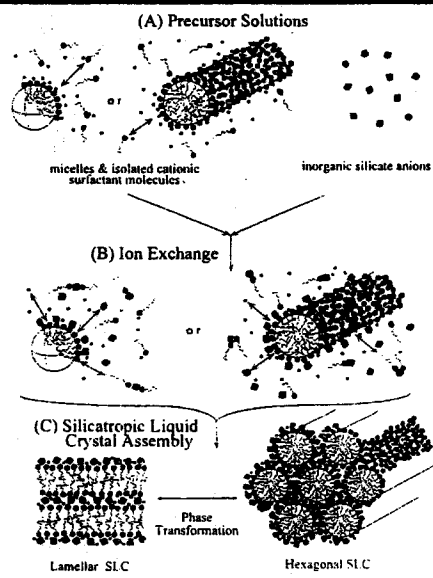 (A) Precursor Solutions
or
micelles & isolated cationic
surfactant molecules
inorganic silicate anions
(B) Ion Exchange
or
(C) Silicatropic Liquid
Crystal Assembly
Phase
Transformation
Lamellar SLC
Hexagonal SLC